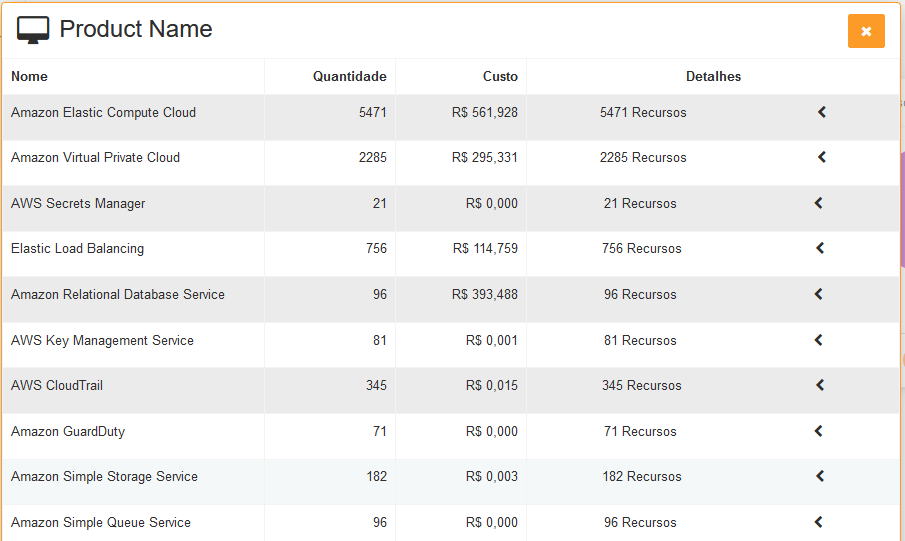 Product Name
Nome Quantidade Custo Detalhes
Amazon Elastic Compute Cloud 5471 R$ 561,928 5471 Recursos
Amazon Virtual Private Cloud 2285 R$ 295,331 2285 Recursos
AWS Secrets Manager 21 R$ 0,000 21 Recursos
Elastic Load Balancing 756 R$ 114,759 756 Recursos
Amazon Relational Database Service 96 R$ 393,488 96 Recursos
AWS Key Management Service 81 R$ 0,001 81 Recursos
AWS CloudTrail 345 R$ 0,015 345 Recursos
Amazon GuardDuty 71 R$ 0,000 71 Recursos
Amazon Simple Storage Service 182 R$ 0,003 182 Recursos
Amazon Simple Queue Service 96 R$ 0,000 96 Recursos